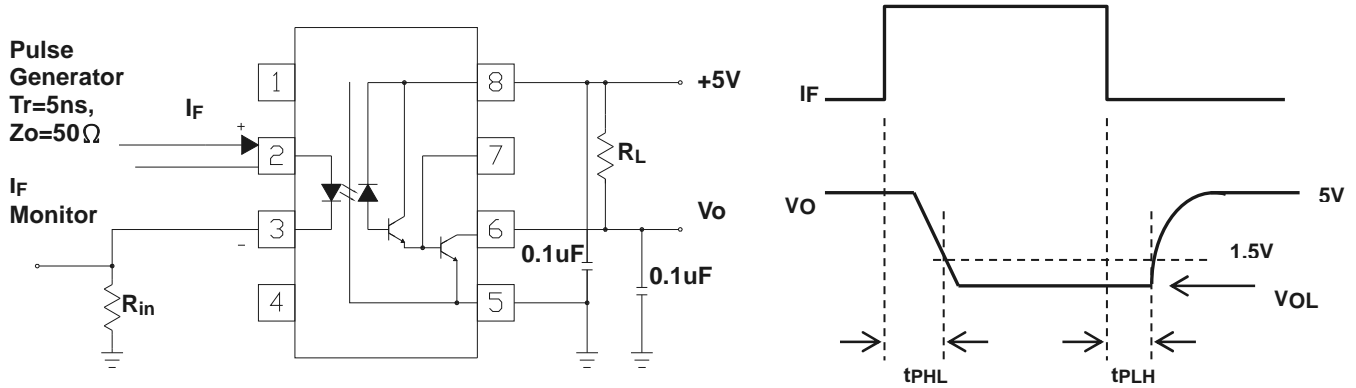 Pulse
Generator
Tr=5ns,
Zo=50Ω
IF
+
IF
Monitor
-
Rin
1
2
3
4
8
7
6
5
+5V
RL
Vo
0.1uF
0.1uF
IF
VO
5V
1.5V
VOL
tPHL
tPLH